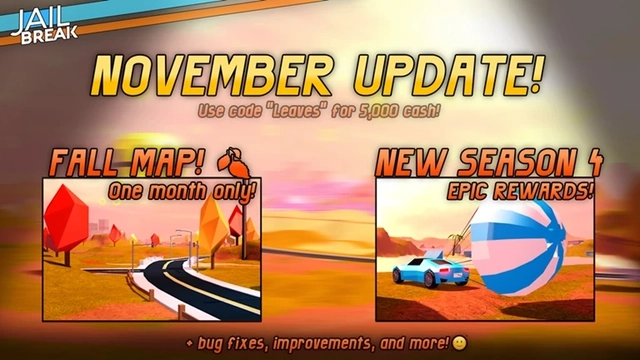 JAIL
BREAK
NOVEMBER UPDATE!
Use code "Leaves" for 5,000 cash!
FALL MAP!
One month only!
NEW SEASON
EPIC REWARDS!
+ bug fixes, improvements, and more!